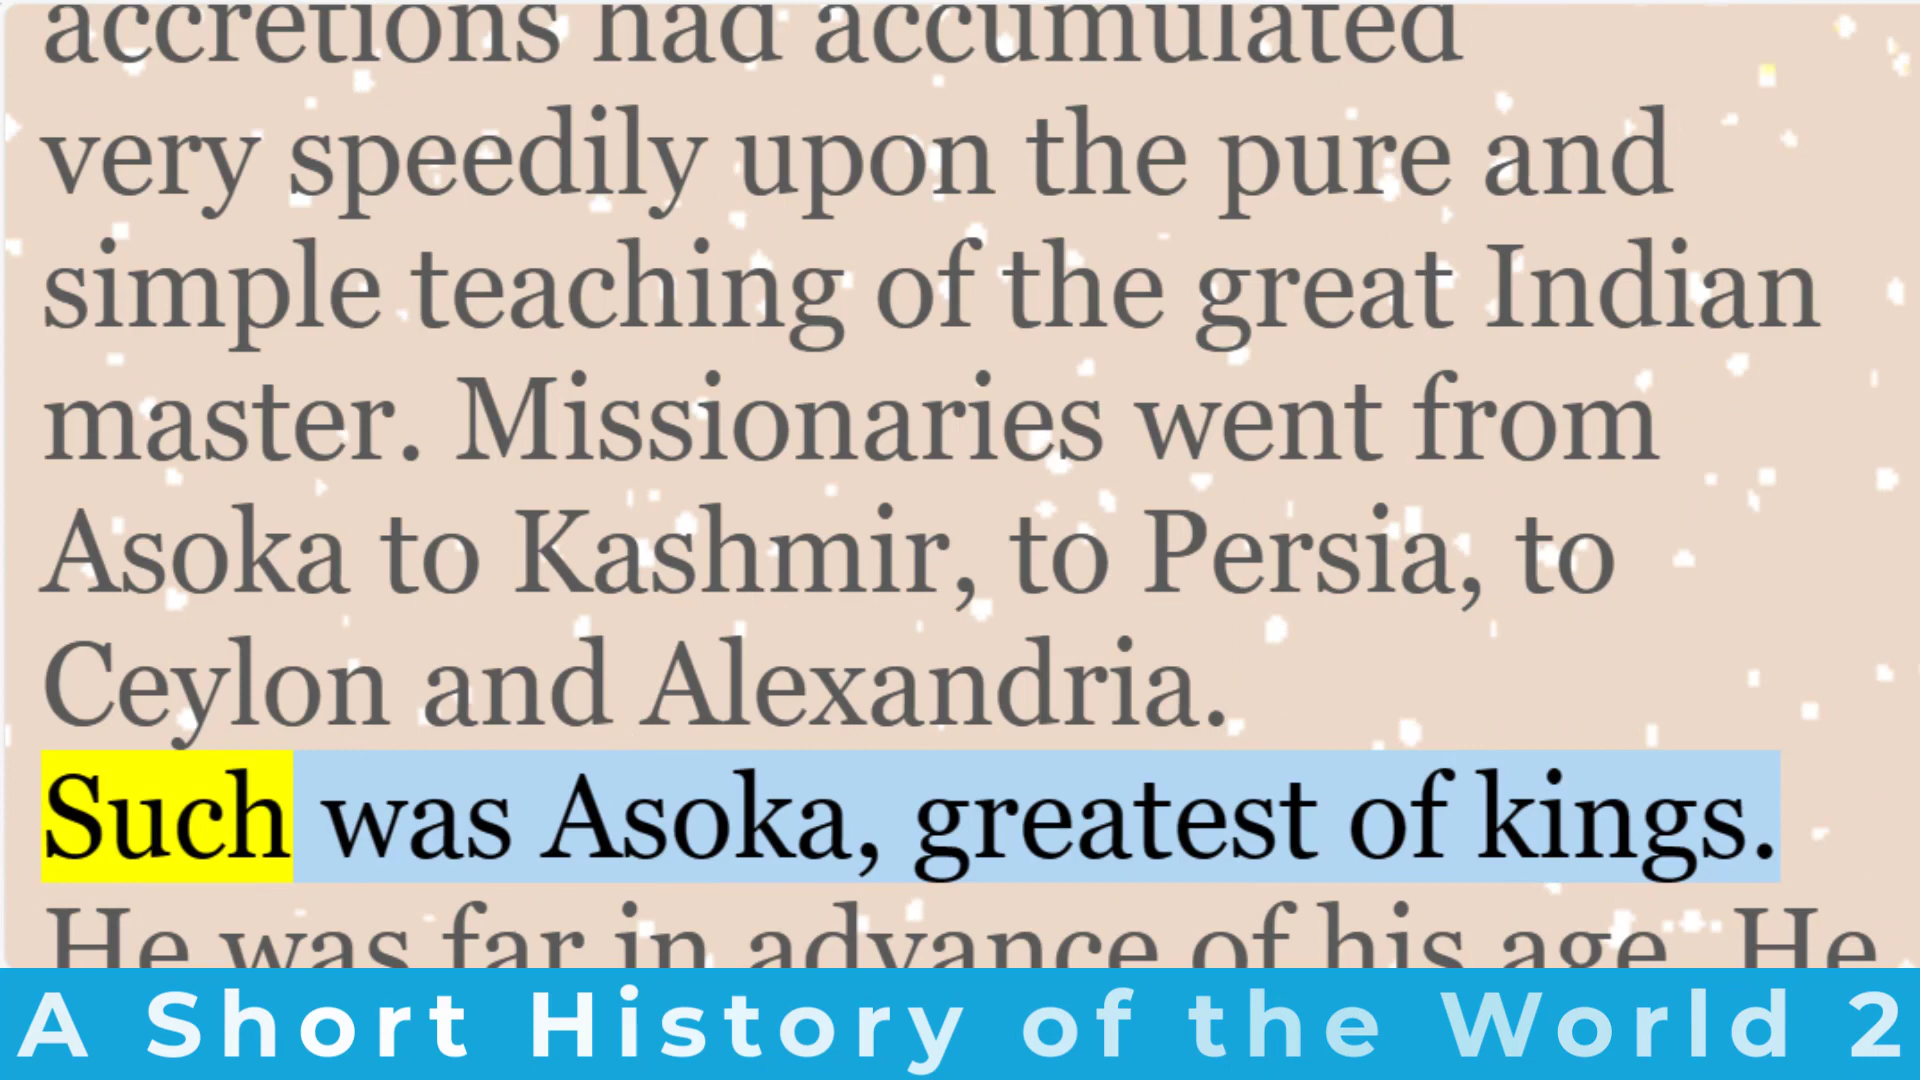 accretions had accumulated
very speedily upon the pure and
simple teaching of the great Indian
master. Missionaries went from
Asoka to Kashmir, to Persia, to
Ceylon and Alexandria.
Such was Asoka, greatest of kings.
He was far in advance of his age. He
A Short History of the World 2